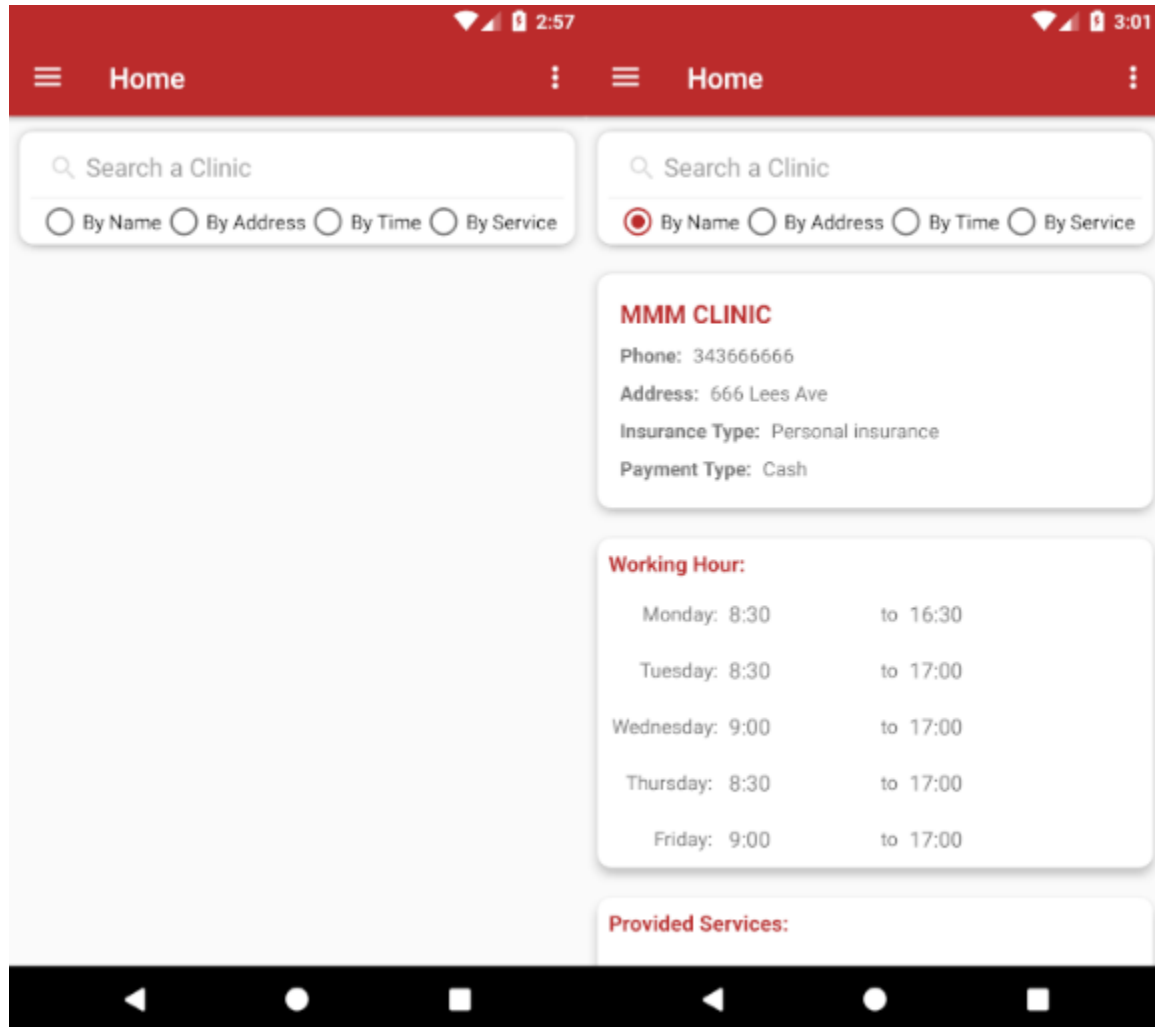 2:57
Home
Search a Clinic
By Name By Address By Time By Service
3:01
Home
Search a Clinic
By Name By Address By Time By Service
MMM CLINIC
Phone: 343666666
Address: 666 Lees Ave
Insurance Type: Personal insurance
Payment Type: Cash
Working Hour:
Monday: 8:30 to 16:30
Tuesday: 8:30 to 17:00
Wednesday: 9:00 to 17:00
Thursday: 8:30 to 17:00
Friday: 9:00 to 17:00
Provided Services: